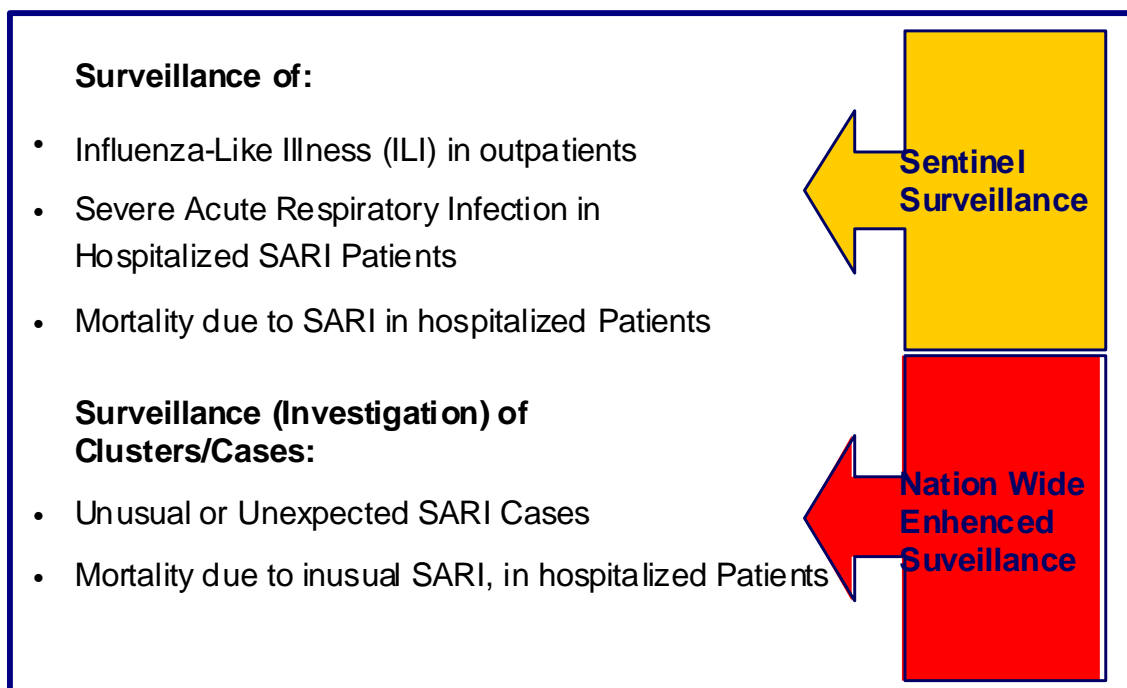 Surveillance of:
• Influenza-Like Illness (ILI) in outpatients
• Severe Acute Respiratory Infection in
Hospitalized SARI Patients
• Mortality due to SARI in hospitalized Patients
Sentinel
Surveillance
Surveillance (Investigation) of
Clusters/Cases:
• Unusual or Unexpected SARI Cases
• Mortality due to inusual SARI, in hospitalized Patients
Nation Wide
Enhenced
Suveillance